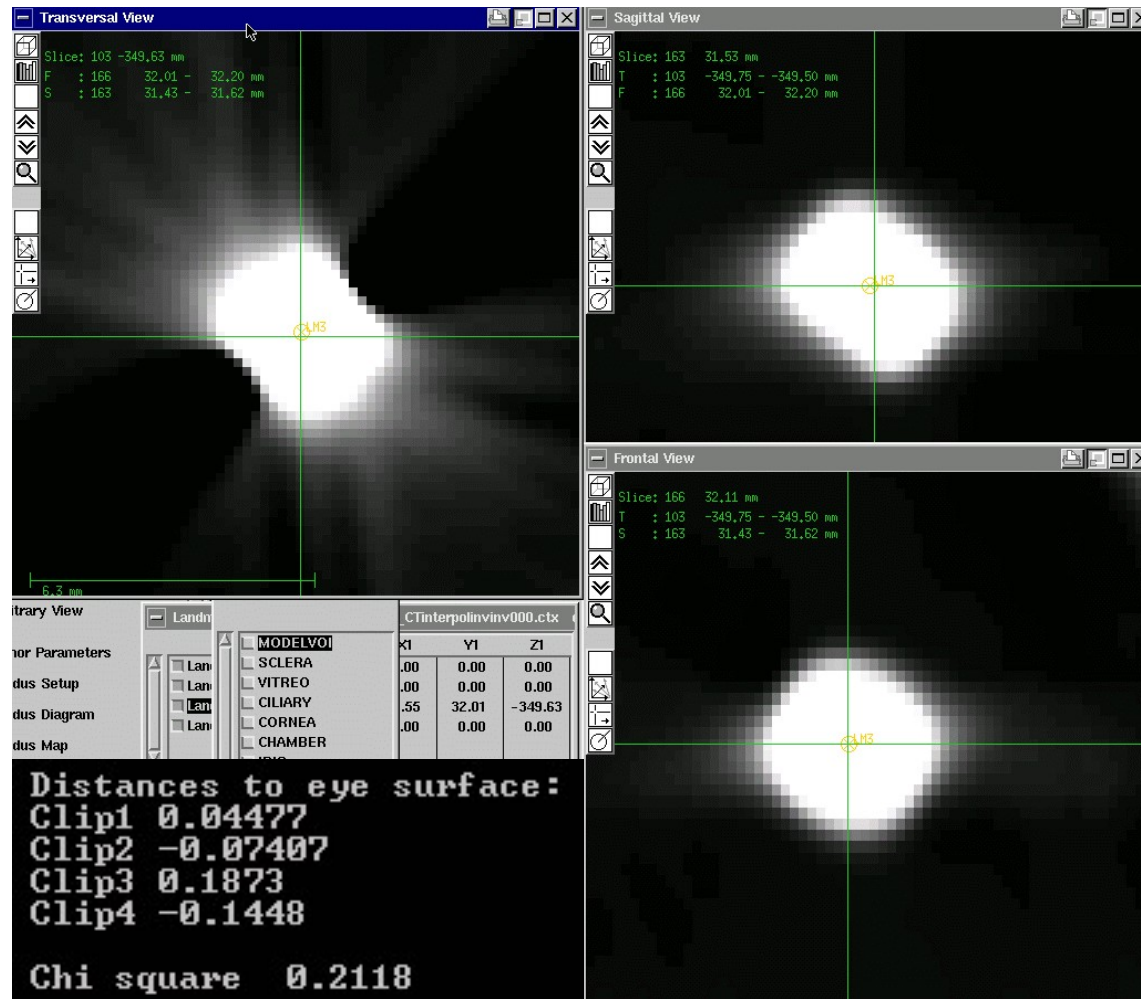 Transversal View
Slice: 103 -349.63 mm
F : 166 32.01 - 32.20 mm
S : 163 31.43 - 31.62 mm
LM3
6.3 mm
Sagittal View
Slice: 163 31.53 mm
T : 103 -349.75 - -349.50 mm
F : 166 32.01 - 32.20 mm
LM3
Frontal View
Slice: 166 32.11 mm
T : 103 -349.75 - -349.50 mm
S : 163 31.43 - 31.62 mm
LM3
itrary View
nor Parameters
dus Setup
dus Diagram
dus Map
Landm
Lan
Lan
Lan
Lan
MODELVOI
SCLERA
VITREO
CILIARY
CORNEA
CHAMBER
_CTinterpolinvinv000.ctx
X1 Y1 Z1
.00 0.00 0.00
.00 0.00 0.00
.55 32.01 -349.63
.00 0.00 0.00
Distances to eye surface:
Clip1 0.04477
Clip2 -0.07407
Clip3 0.1873
Clip4 -0.1448
Chi square 0.2118